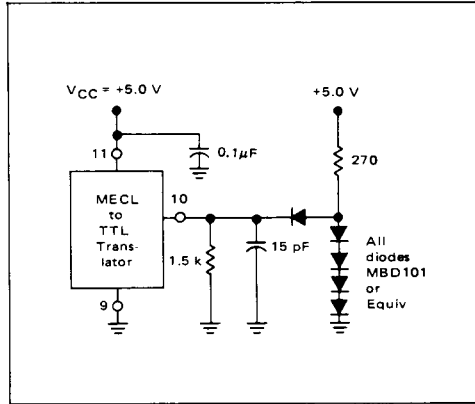 VCC = +5.0 V
+5.0 V
11
0.1μF
270
MECL
to
TTL
Trans-
lator
10
1.5 k
15 pF
All
diodes
MBD101
or
Equiv
9